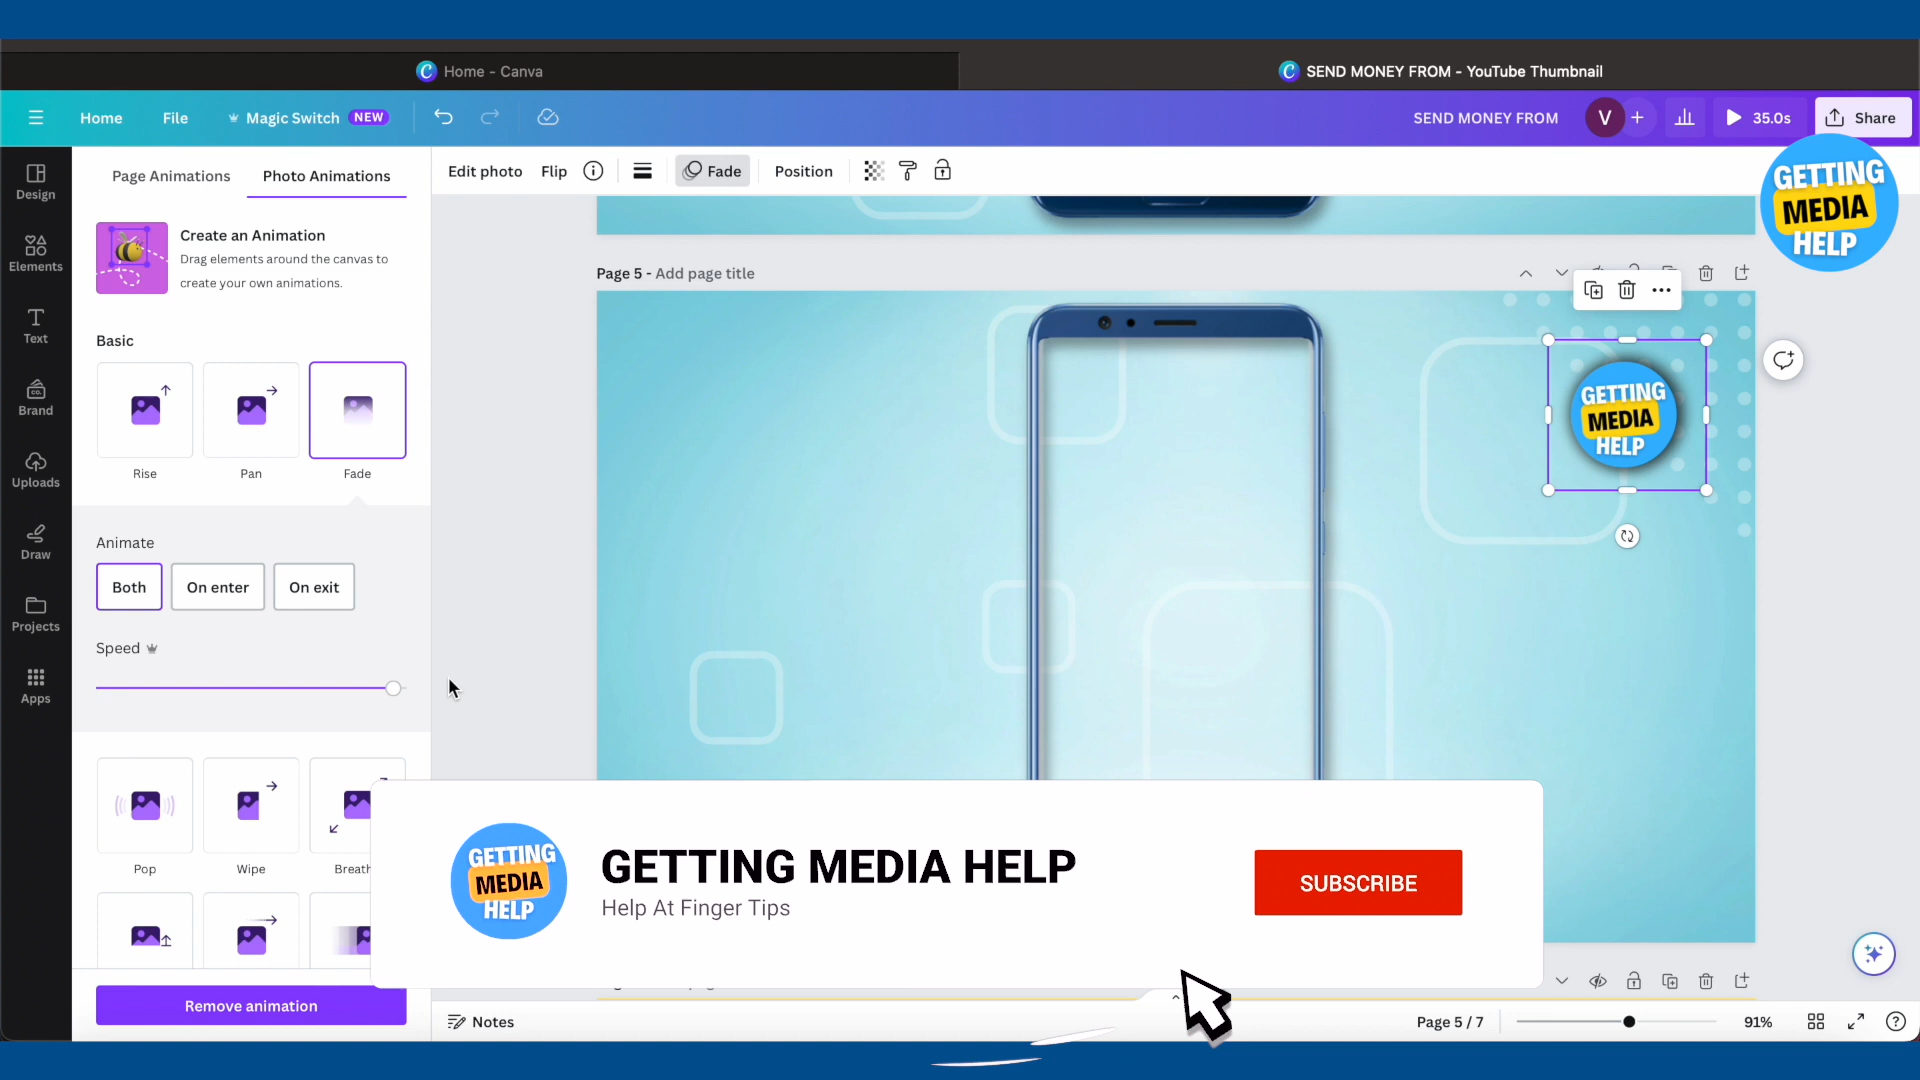 Home - Canva
SEND MONEY FROM - YouTube Thumbnail
Home
File
Magic Switch
NEW
SEND MONEY FROM
V
35.0s
Share
Design
Elements
Text
Brand
CO.
Uploads
Draw
Projects
Apps
Page Animations
Photo Animations
Create an Animation
Drag elements around the canvas to
create your own animations.
Basic
Rise
Pan
Fade
Animate
Both
On enter
On exit
Speed
Pop
Wipe
Breath
Remove animation
Edit photo
Flip
Fade
Position
GETTING
MEDIA
HELP
Page 5 - Add page title
GETTING
MEDIA
HELP
GETTING
MEDIA
HELP
GETTING MEDIA HELP
Help At Finger Tips
SUBSCRIBE
Notes
Page 5 / 7
91%